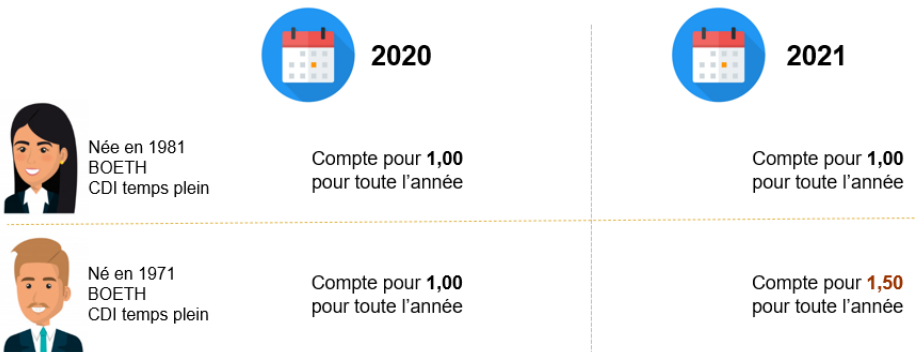 2020
2021
Née en 1981
BOETH
CDI temps plein
Compte pour 1,00
pour toute l’année
Compte pour 1,00
pour toute l’année
Né en 1971
BOETH
CDI temps plein
Compte pour 1,00
pour toute l’année
Compte pour 1,50
pour toute l’année